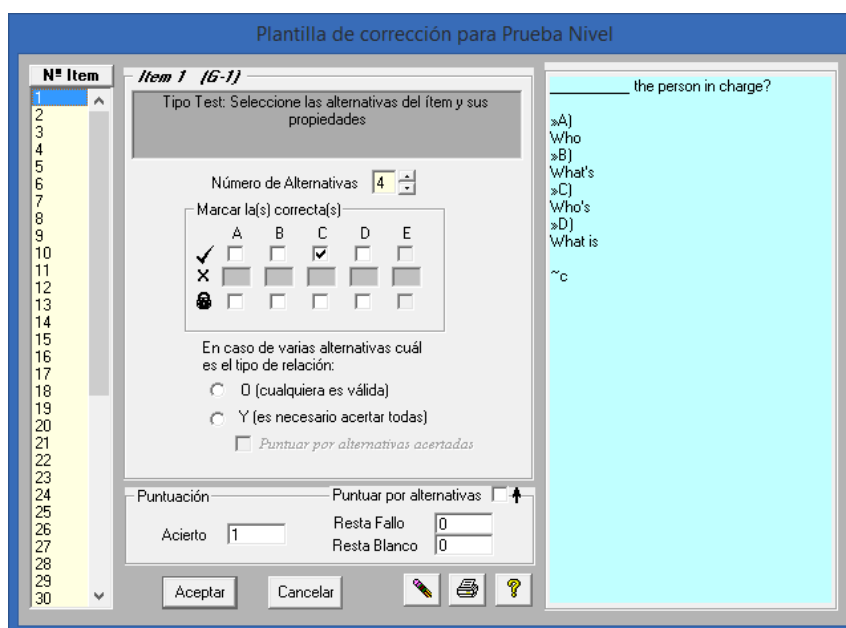 Plantilla de corrección para Prueba Nivel
Nº Item
1
2
3
4
5
6
7
8
9
10
11
12
13
14
15
16
17
18
19
20
21
22
23
24
25
26
27
28
29
30
Item 1 (G-1)
Tipo Test: Seleccione las alternativas del ítem y sus
propiedades
Número de Alternativas 4
Marcar la(s) correcta(s)
A B C D E
En caso de varias alternativas cuál
es el tipo de relación:
O (cualquiera es válida)
Y (es necesario acertar todas)
Puntuar por alternativas acertadas
Puntuación Puntuar por alternativas
Acierto 1
Resta Fallo 0
Resta Blanco 0
Aceptar Cancelar ?
__________ the person in charge?
»A)
Who
»B)
What's
»C)
Who's
»D)
What is
~c